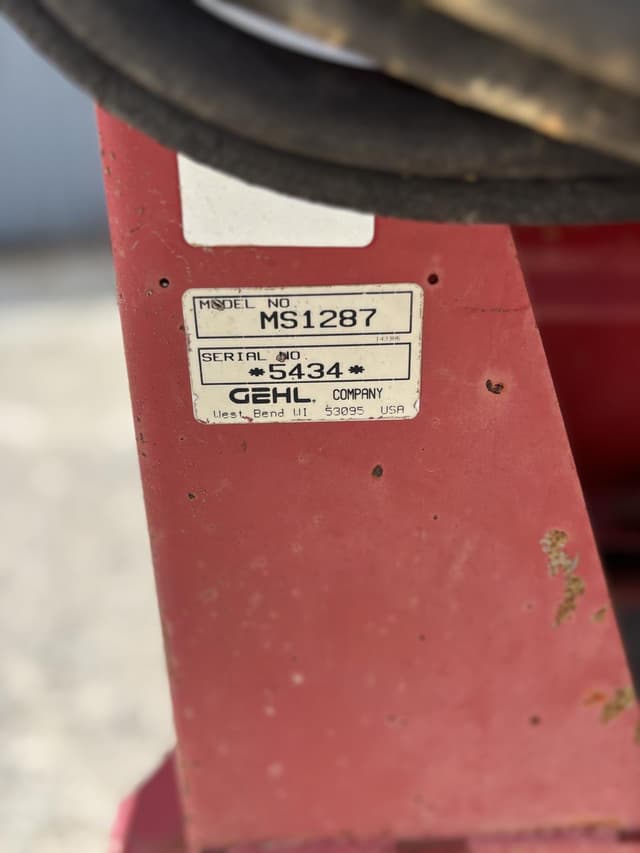 MODEL NO.
MS1287
SERIAL NO.
*5434*
GEHL® COMPANY
West Bend WI 53095 USA